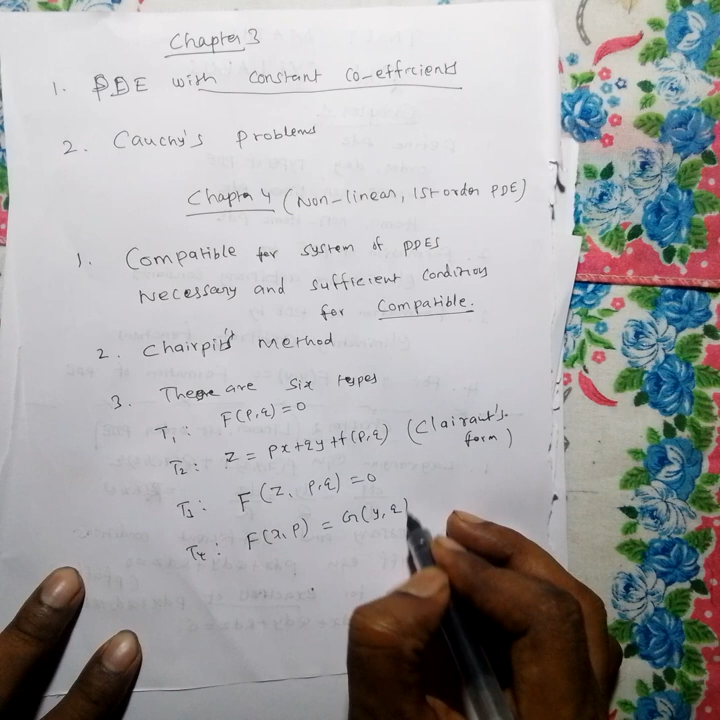 Chapter 3
1. PDE with constant co-efficients
2. Cauchy's problems
Chapter 4 (Non-linear, 1st order PDE)
1. Compatible for system of PDES
Necessary and sufficient conditions
for Compatible.
2. Chairpit's Method
3. There are six types
T1: F(p,q)=0
T2: Z = px+qy+f(p,q) (Clairaut's
form)
T3: F(Z, p,q)=0
T4: F(x,p) = G(y,q)